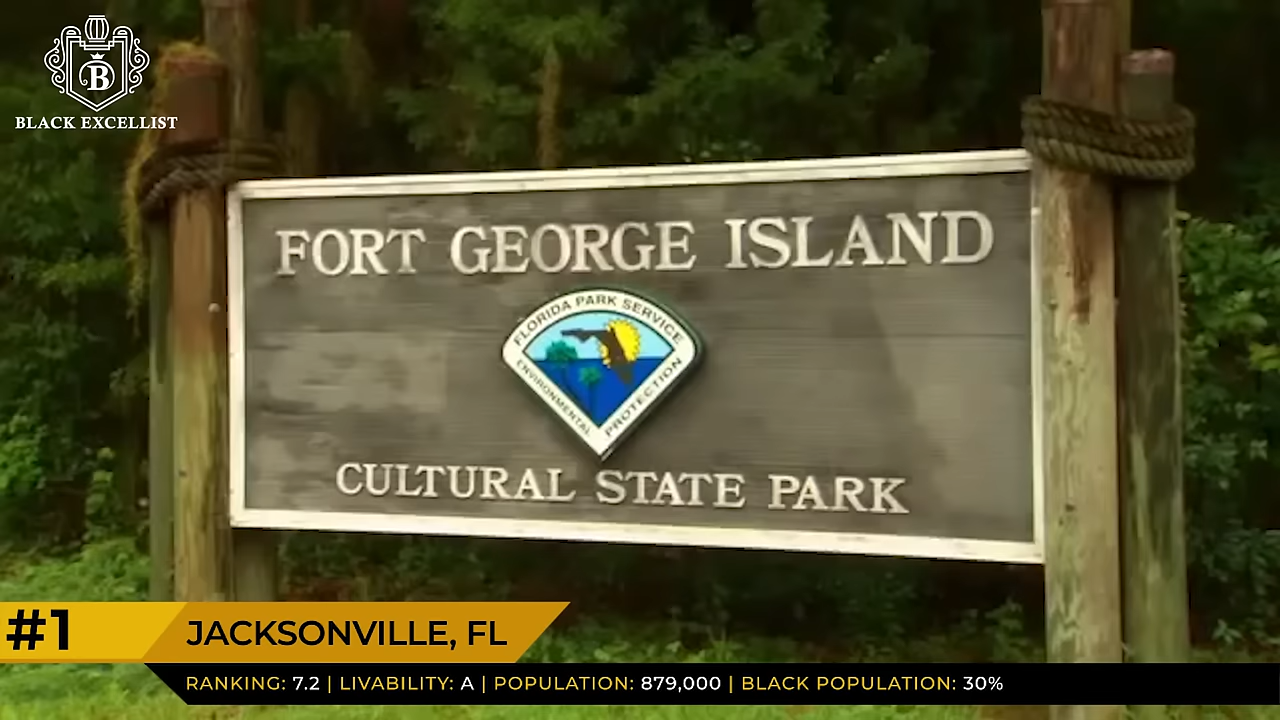 B
BLACK EXCELLIST
FORT GEORGE ISLAND
FLORIDA PARK SERVICE
ENVIRONMENTAL PROTECTION
CULTURAL STATE PARK
#1 JACKSONVILLE, FL
RANKING: 7.2 | LIVABILITY: A | POPULATION: 879,000 | BLACK POPULATION: 30%